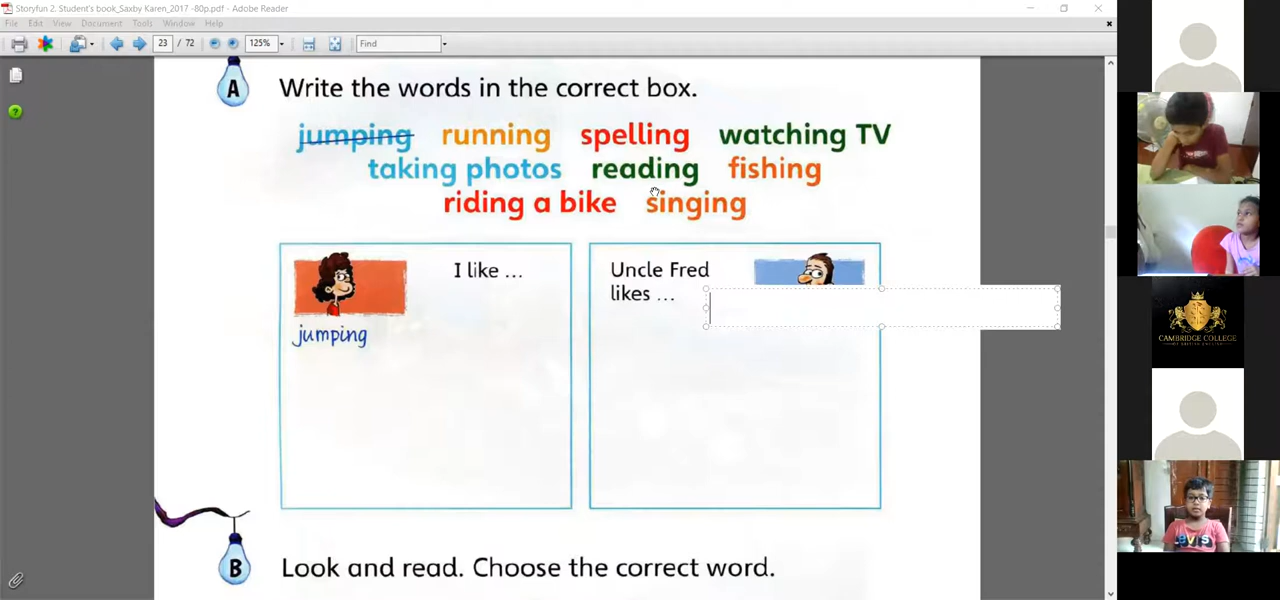 Storyfun 2. Student's book_Saxby Karen_2017 -80p.pdf - Adobe Reader
File Edit View Document Tools Window Help
23 / 72 125% Find
A Write the words in the correct box.
jumping running spelling watching TV
taking photos reading fishing
riding a bike singing
I like ...
jumping
Uncle Fred
likes ...
B Look and read. Choose the correct word.
CAMBRIDGE COLLEGE
LEVI'S